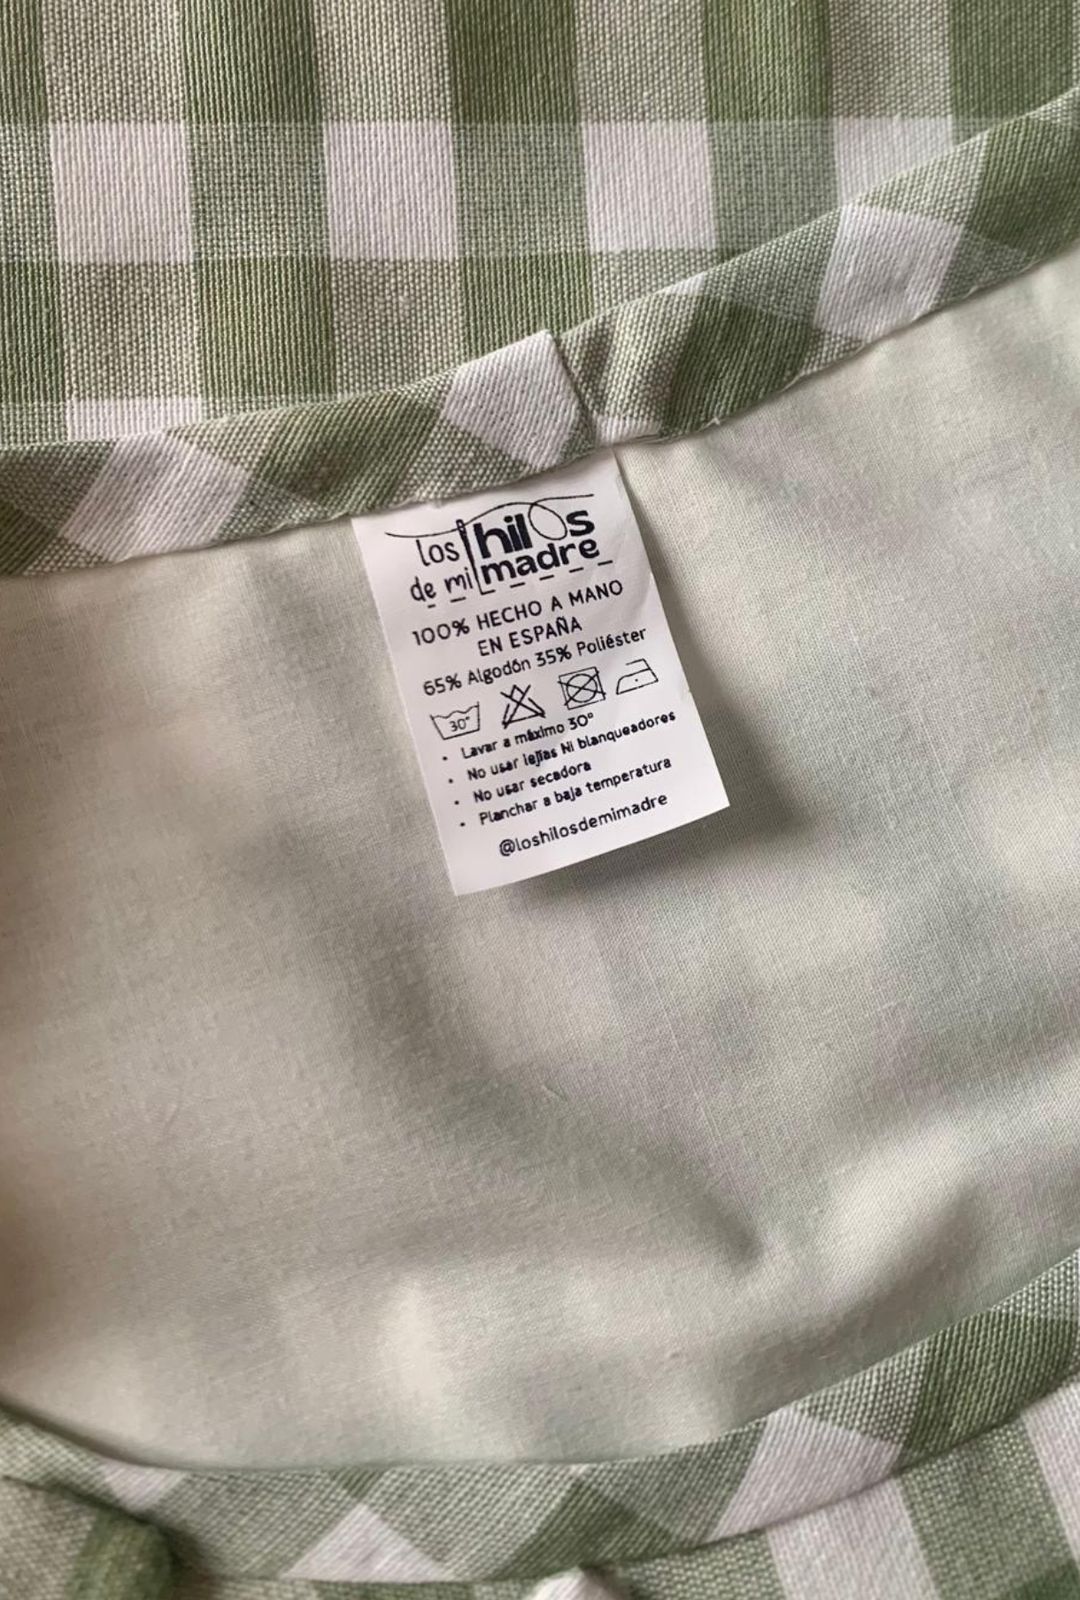 los hilos
de mi madre
100% HECHO A MANO
EN ESPAÑA
65% Algodón 35% Poliéster
30°
• Lavar a máximo 30°
• No usar lejías Ni blanqueadores
• No usar secadora
• Planchar a baja temperatura
@loshilosdemimadre